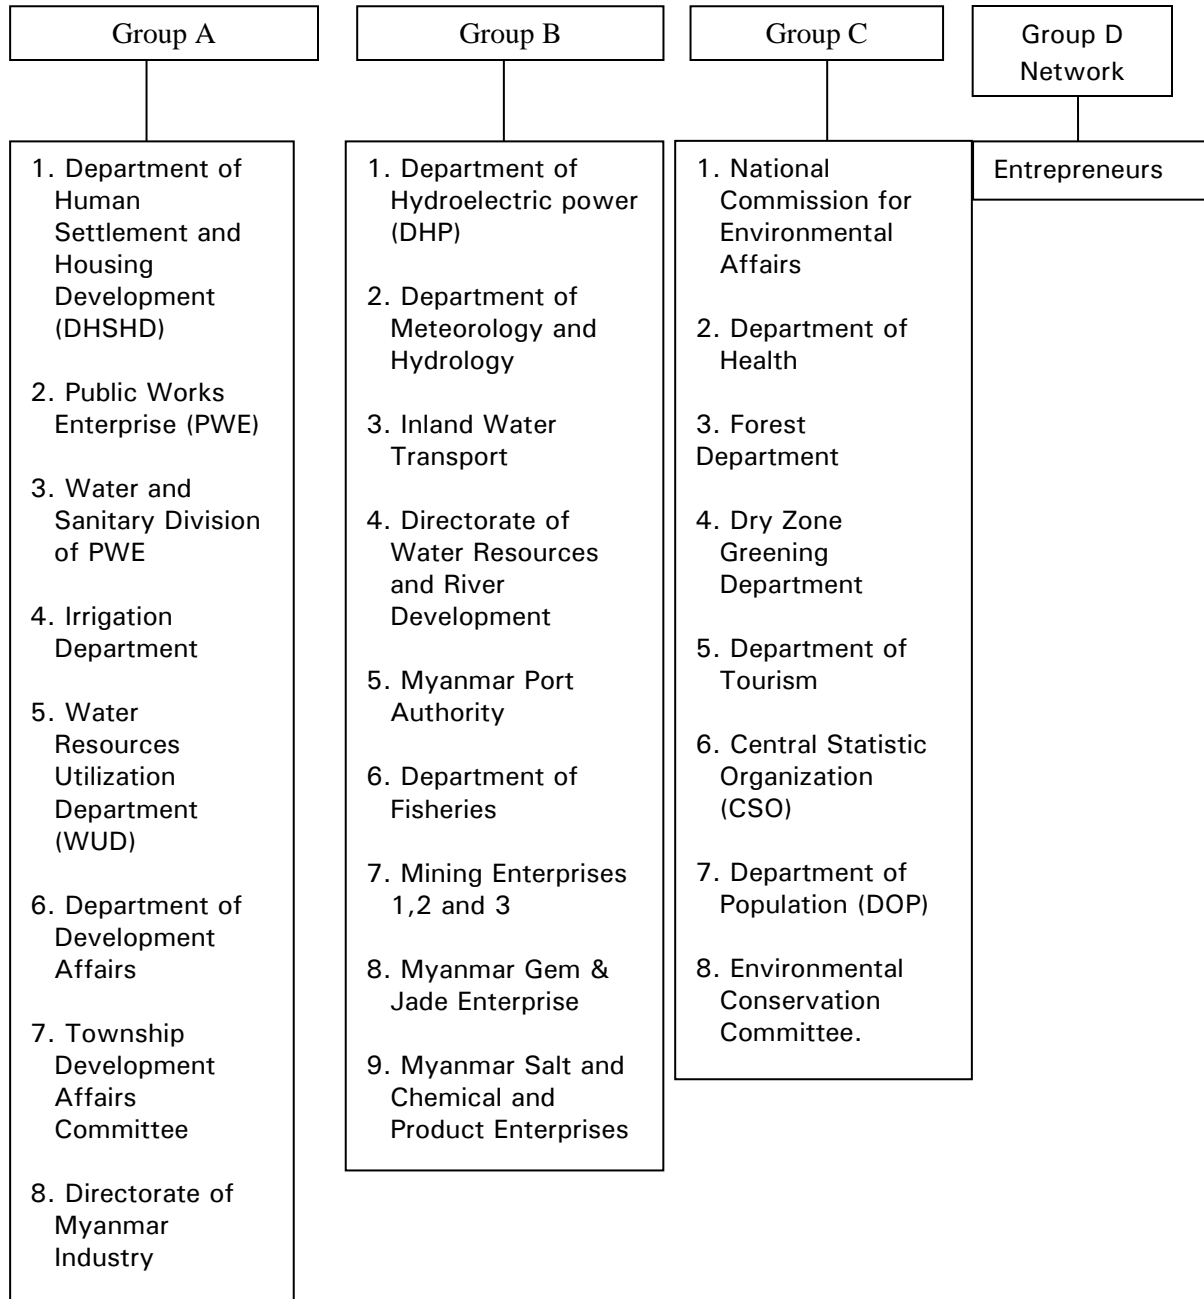 Group A
1. Department of
Human
Settlement and
Housing
Development
(DHSHD)
2. Public Works
Enterprise (PWE)
3. Water and
Sanitary Division
of PWE
4. Irrigation
Department
5. Water
Resources
Utilization
Department
(WUD)
6. Department of
Development
Affairs
7. Township
Development
Affairs
Committee
8. Directorate of
Myanmar
Industry
Group B
1. Department of
Hydroelectric power
(DHP)
2. Department of
Meteorology and
Hydrology
3. Inland Water
Transport
4. Directorate of
Water Resources
and River
Development
5. Myanmar Port
Authority
6. Department of
Fisheries
7. Mining Enterprises
1,2 and 3
8. Myanmar Gem &
Jade Enterprise
9. Myanmar Salt and
Chemical and
Product Enterprises
Group C
1. National
Commission for
Environmental
Affairs
2. Department of
Health
3. Forest
Department
4. Dry Zone
Greening
Department
5. Department of
Tourism
6. Central Statistic
Organization
(CSO)
7. Department of
Population (DOP)
8. Environmental
Conservation
Committee.
Group D
Network
Entrepreneurs